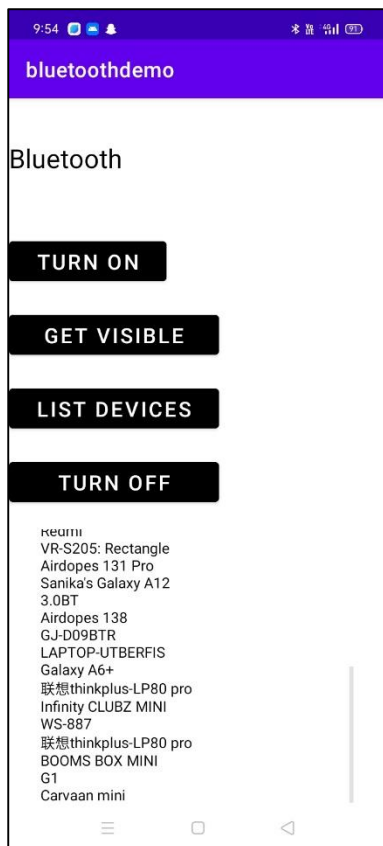 9:54
91
bluetoothdemo
Bluetooth
TURN ON
GET VISIBLE
LIST DEVICES
TURN OFF
Redmi
VR-S205: Rectangle
Airdopes 131 Pro
Sanika's Galaxy A12
3.0BT
Airdopes 138
GJ-D09BTR
LAPTOP-UTBERFIS
Galaxy A6+
联想thinkplus-LP80 pro
Infinity CLUBZ MINI
WS-887
联想thinkplus-LP80 pro
BOOMS BOX MINI
G1
Carvaan mini